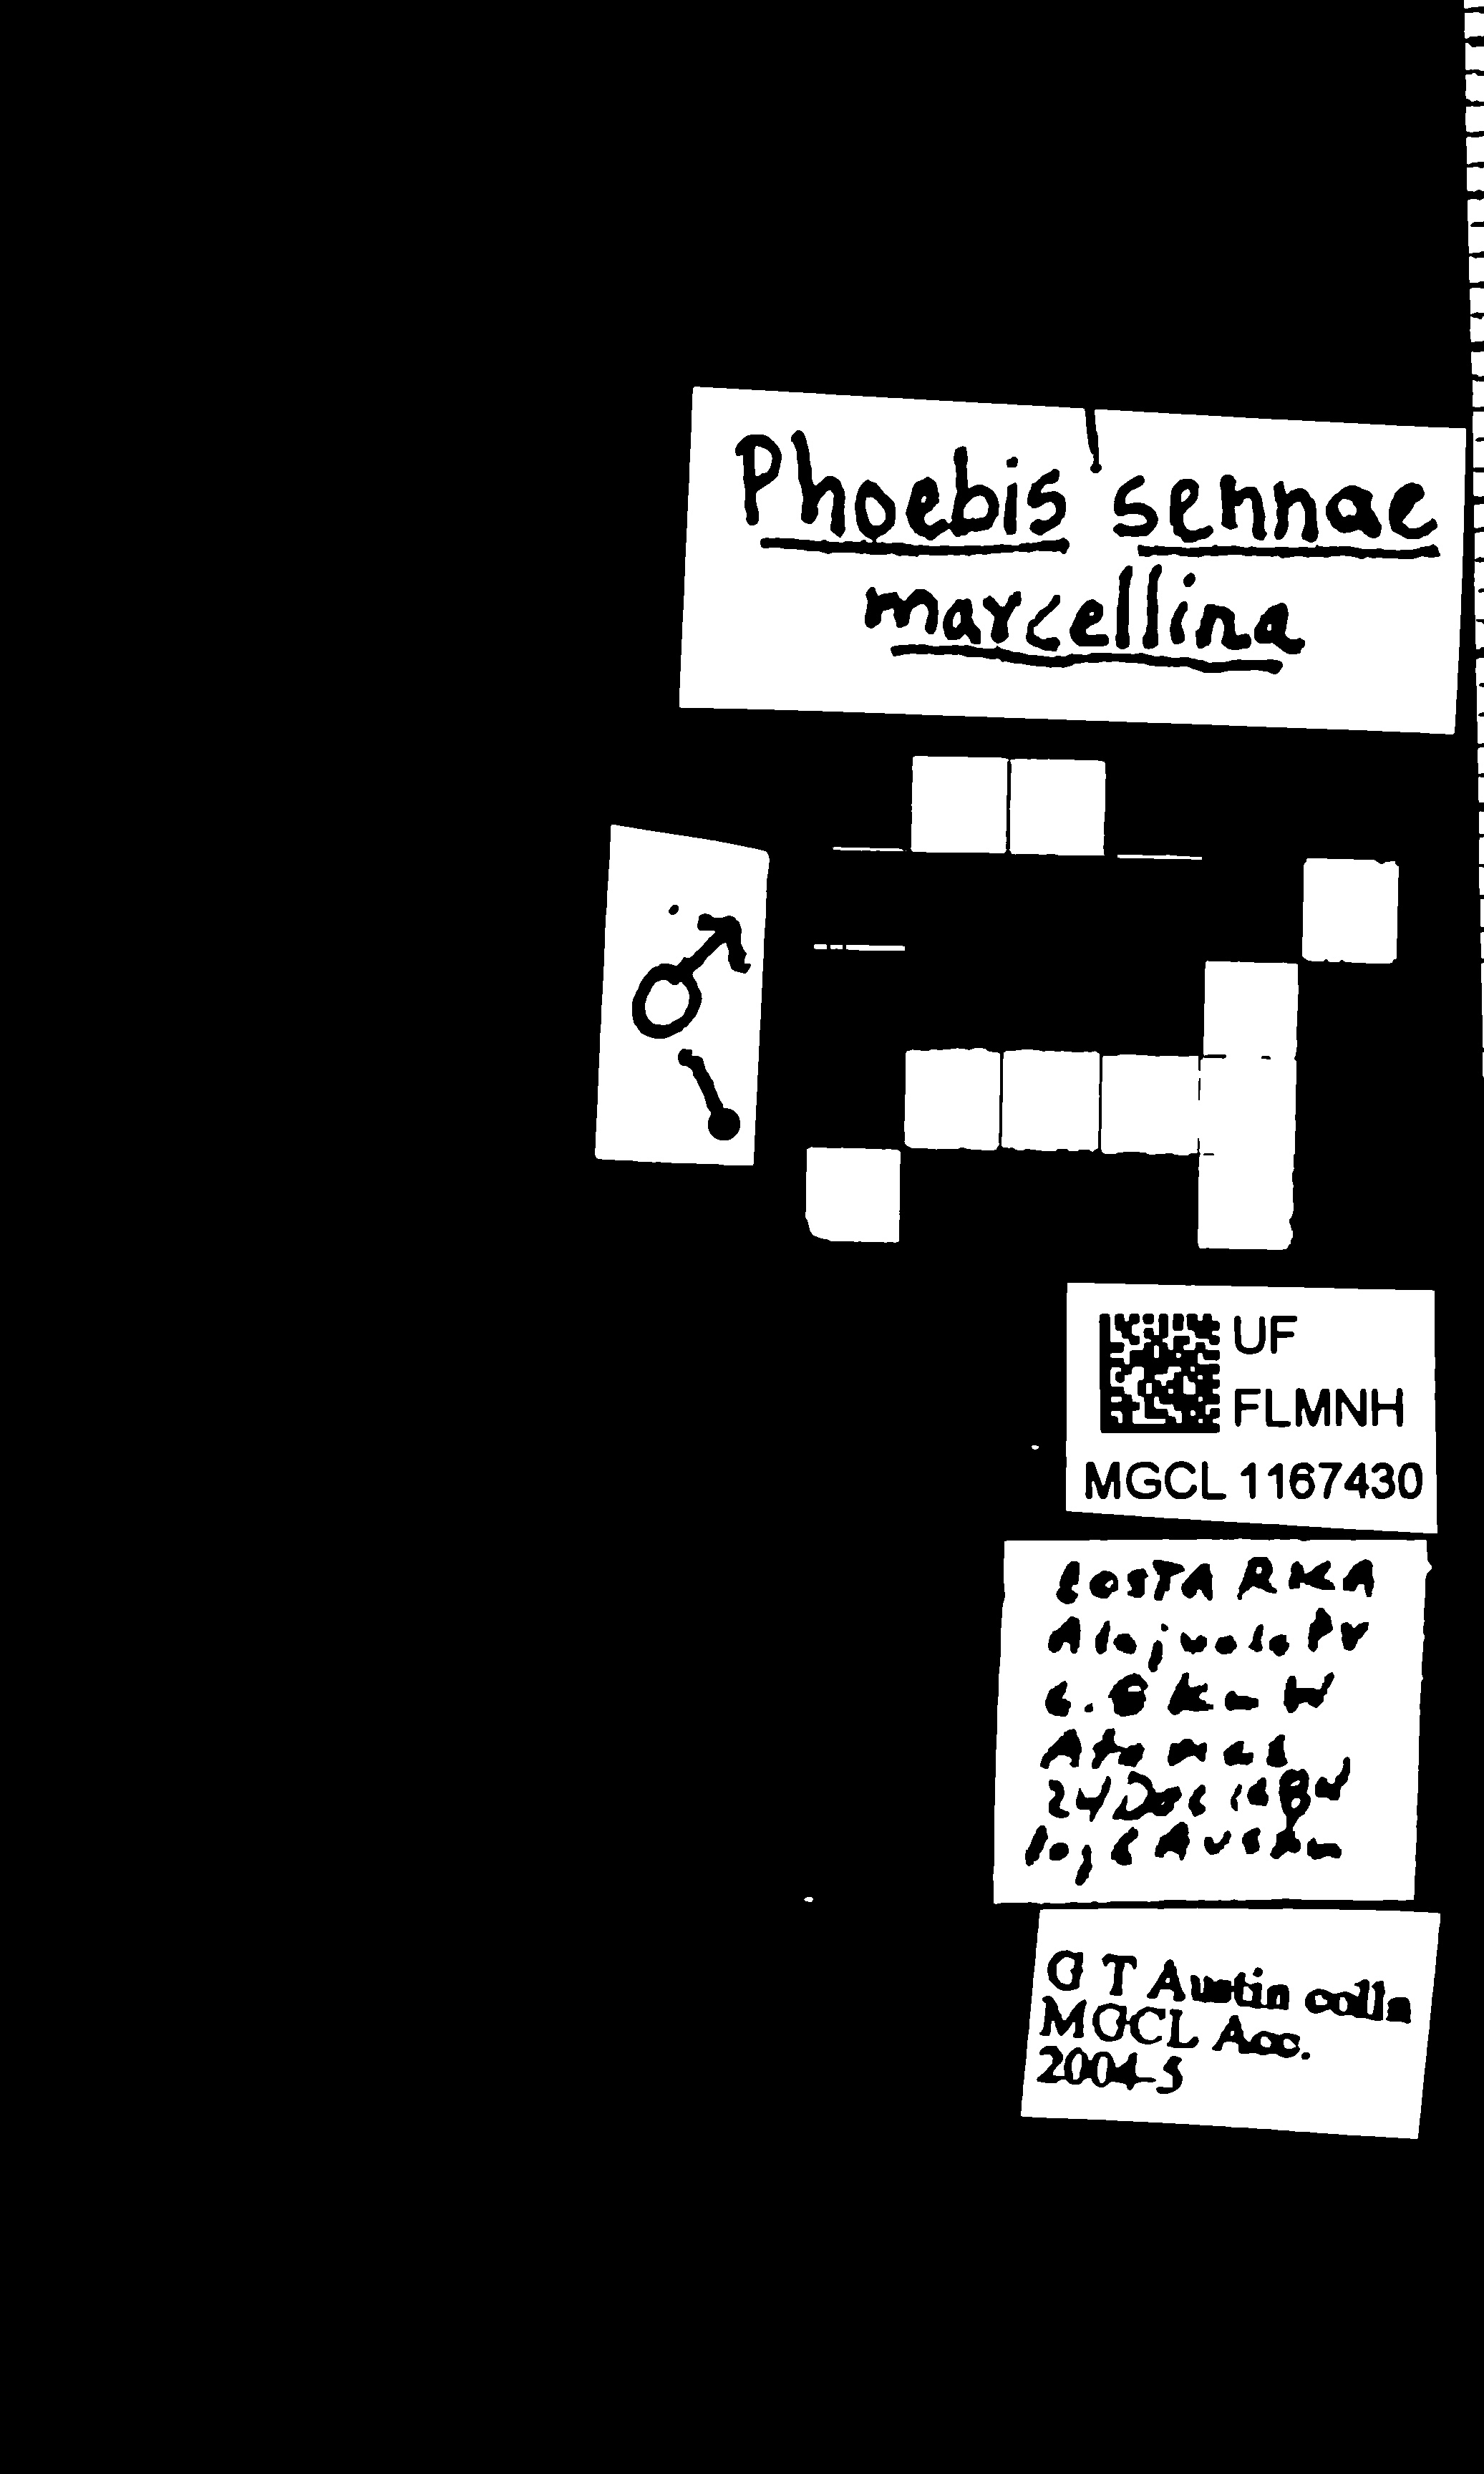 Phoebis sennae
marcellina
♂
UF
FLMNH
MGCL 1167430
COSTA RICA
Alajuela Pv
6.8 km W
Atenas
24 Dec 1984
leg G Austin
G T Austin colln
MGCL Acc.
2004-5